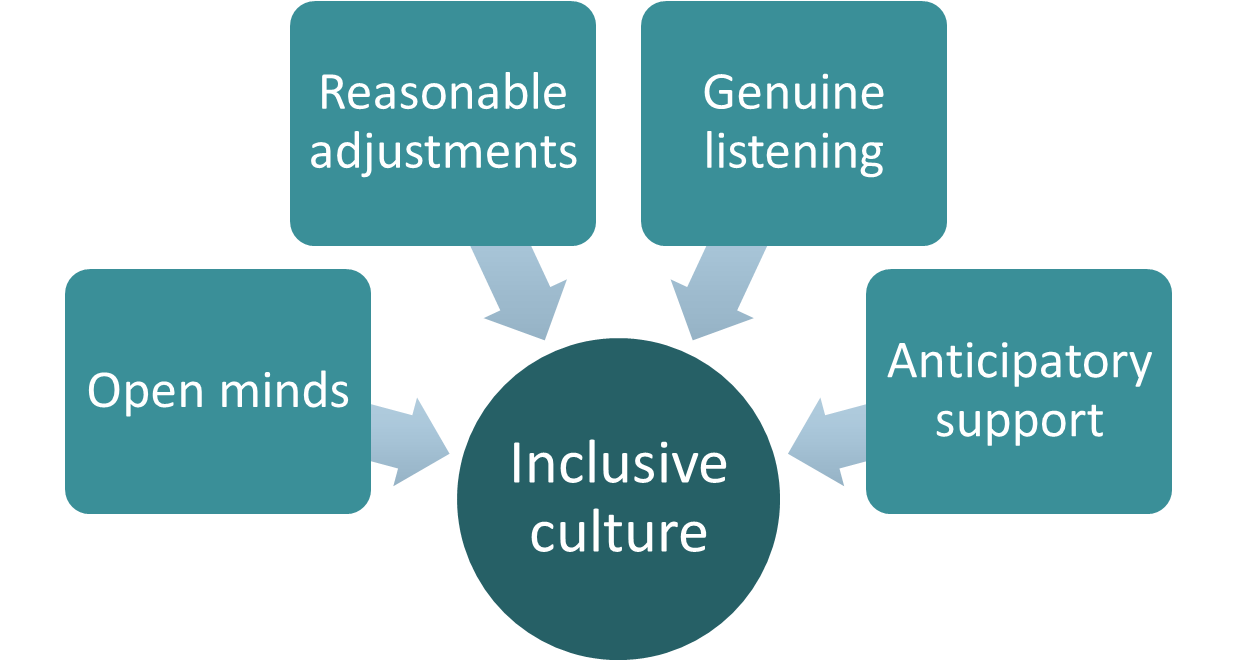 Reasonable
adjustments
Genuine
listening
Open minds
Anticipatory
support
Inclusive
culture